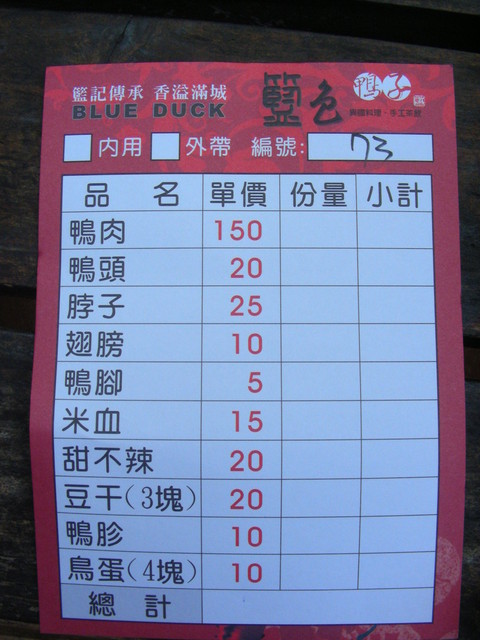 籃記傳承 香溢滿城
BLUE DUCK
籃色
鴨子
內用 外帶 編號: 73
品名 單價 份量 小計
鴨肉 150
鴨頭 20
脖子 25
翅膀 10
鴨腳 5
米血 15
甜不辣 20
豆干(3塊) 20
鴨胗 10
鳥蛋(4塊) 10
總計